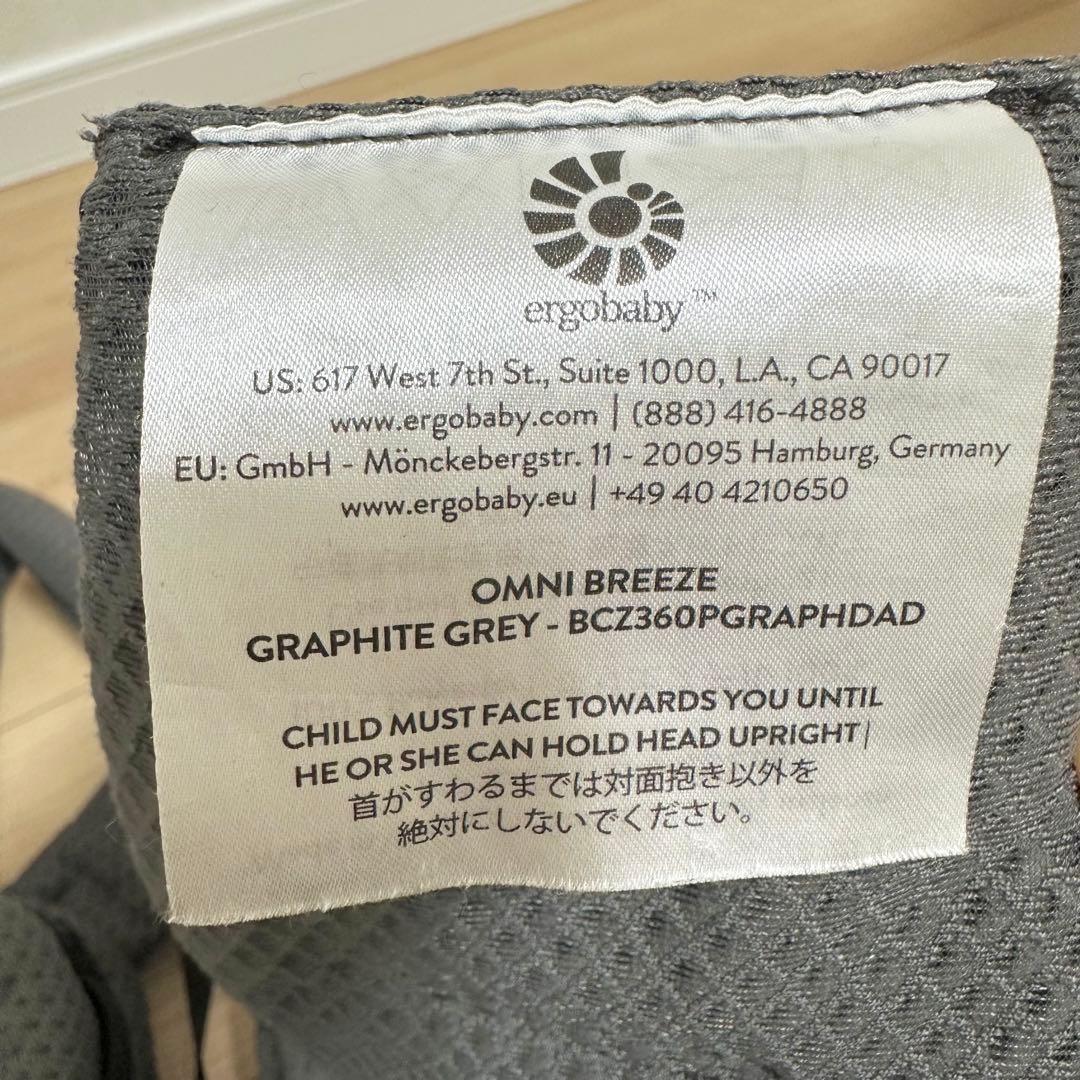 ergobaby™
US: 617 West 7th St., Suite 1000, L.A., CA 90017
www.ergobaby.com | (888) 416-4888
EU: GmbH - Mönckebergstr. 11 - 20095 Hamburg, Germany
www.ergobaby.eu | +49 40 4210650
OMNI BREEZE
GRAPHITE GREY - BCZ360PGRAPHDAD
CHILD MUST FACE TOWARDS YOU UNTIL
HE OR SHE CAN HOLD HEAD UPRIGHT|
首がすわるまでは対面抱き以外を
絶対にしないでください。